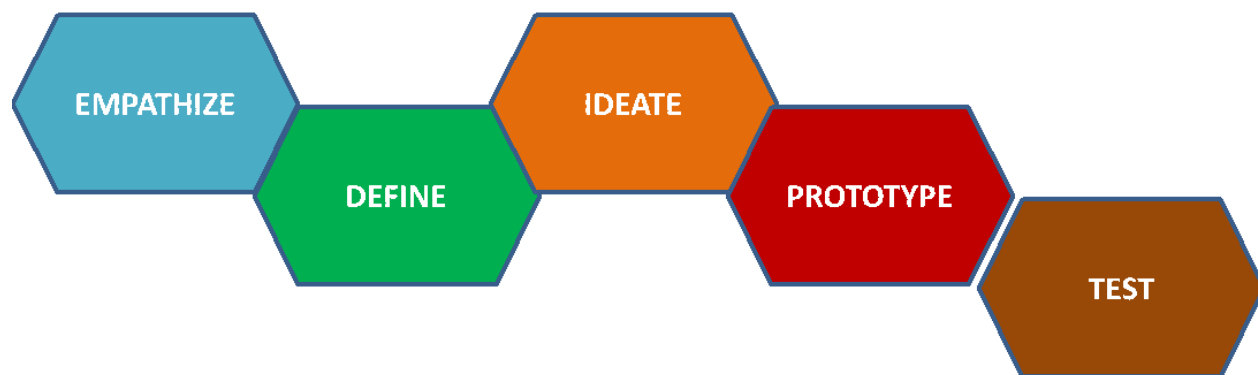 EMPATHIZE
DEFINE
IDEATE
PROTOTYPE
TEST